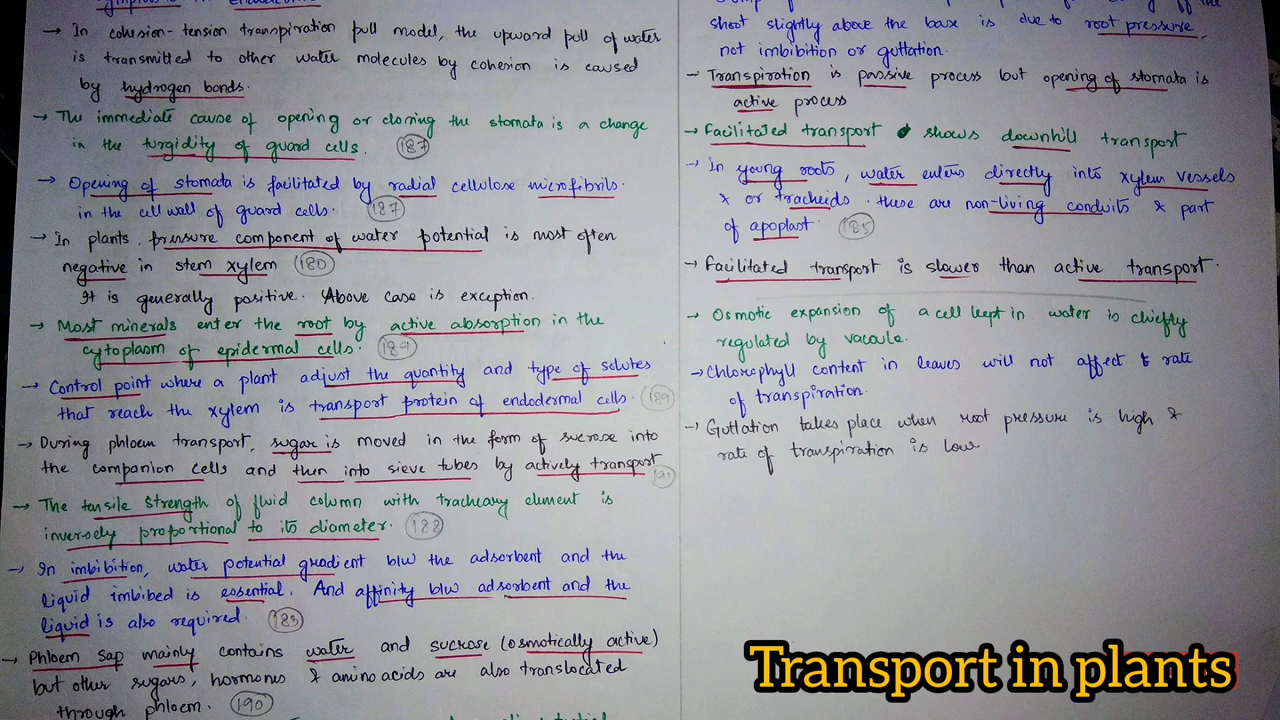 symplast is the endodermis
→ In cohesion-tension transpiration pull model, the upward pull of water
is transmitted to other water molecules by cohesion is caused
by hydrogen bonds.
→ The immediate cause of opening or closing the stomata is a change
in the turgidity of guard cells. (187)
→ Opening of stomata is facilitated by radial cellulose microfibrils.
in the cell wall of guard cells. (187)
→ In plants, pressure component of water potential is most often
negative in stem xylem (180)
It is generally positive. Above case is exception.
→ Most minerals enter the root by active absorption in the
cytoplasm of epidermal cells. (189)
→ Control point where a plant adjust the quantity and type of solutes
that reach the xylem is transport protein of endodermal cells. (189)
→ During phloem transport, sugar is moved in the form of sucrose into
the companion cells and then into sieve tubes by actively transport
→ The tensile strength of fluid column with tracheary element is
inversely proportional to its diameter. (188)
→ In imbibition, water potential gradient b/w the adsorbent and the
liquid imbibed is essential. And affinity b/w adsorbent and the
liquid is also required. (183)
→ Phloem sap mainly contains water and sucrose (osmotically active)
but other sugars, hormones & aminoacids are also translocated
through phloem. (190)
shoot slightly above the base is due to root pressure,
not imbibition or guttation.
→ Transpiration is passive process but opening of stomata is
active process
→ Facilitated transport shows downhill transport
→ In young roots, water enters directly into xylem vessels
& or tracheids. these are non-living conduits & part
of apoplast. (185)
→ Facilitated transport is slower than active transport.
→ Osmotic expansion of a cell kept in water is chiefly
regulated by vacoule.
→ Chlorophyll content in leaves will not affect t rate
of transpiration.
→ Guttation takes place when root pressure is high &
rate of transpiration is low
Transport in plants